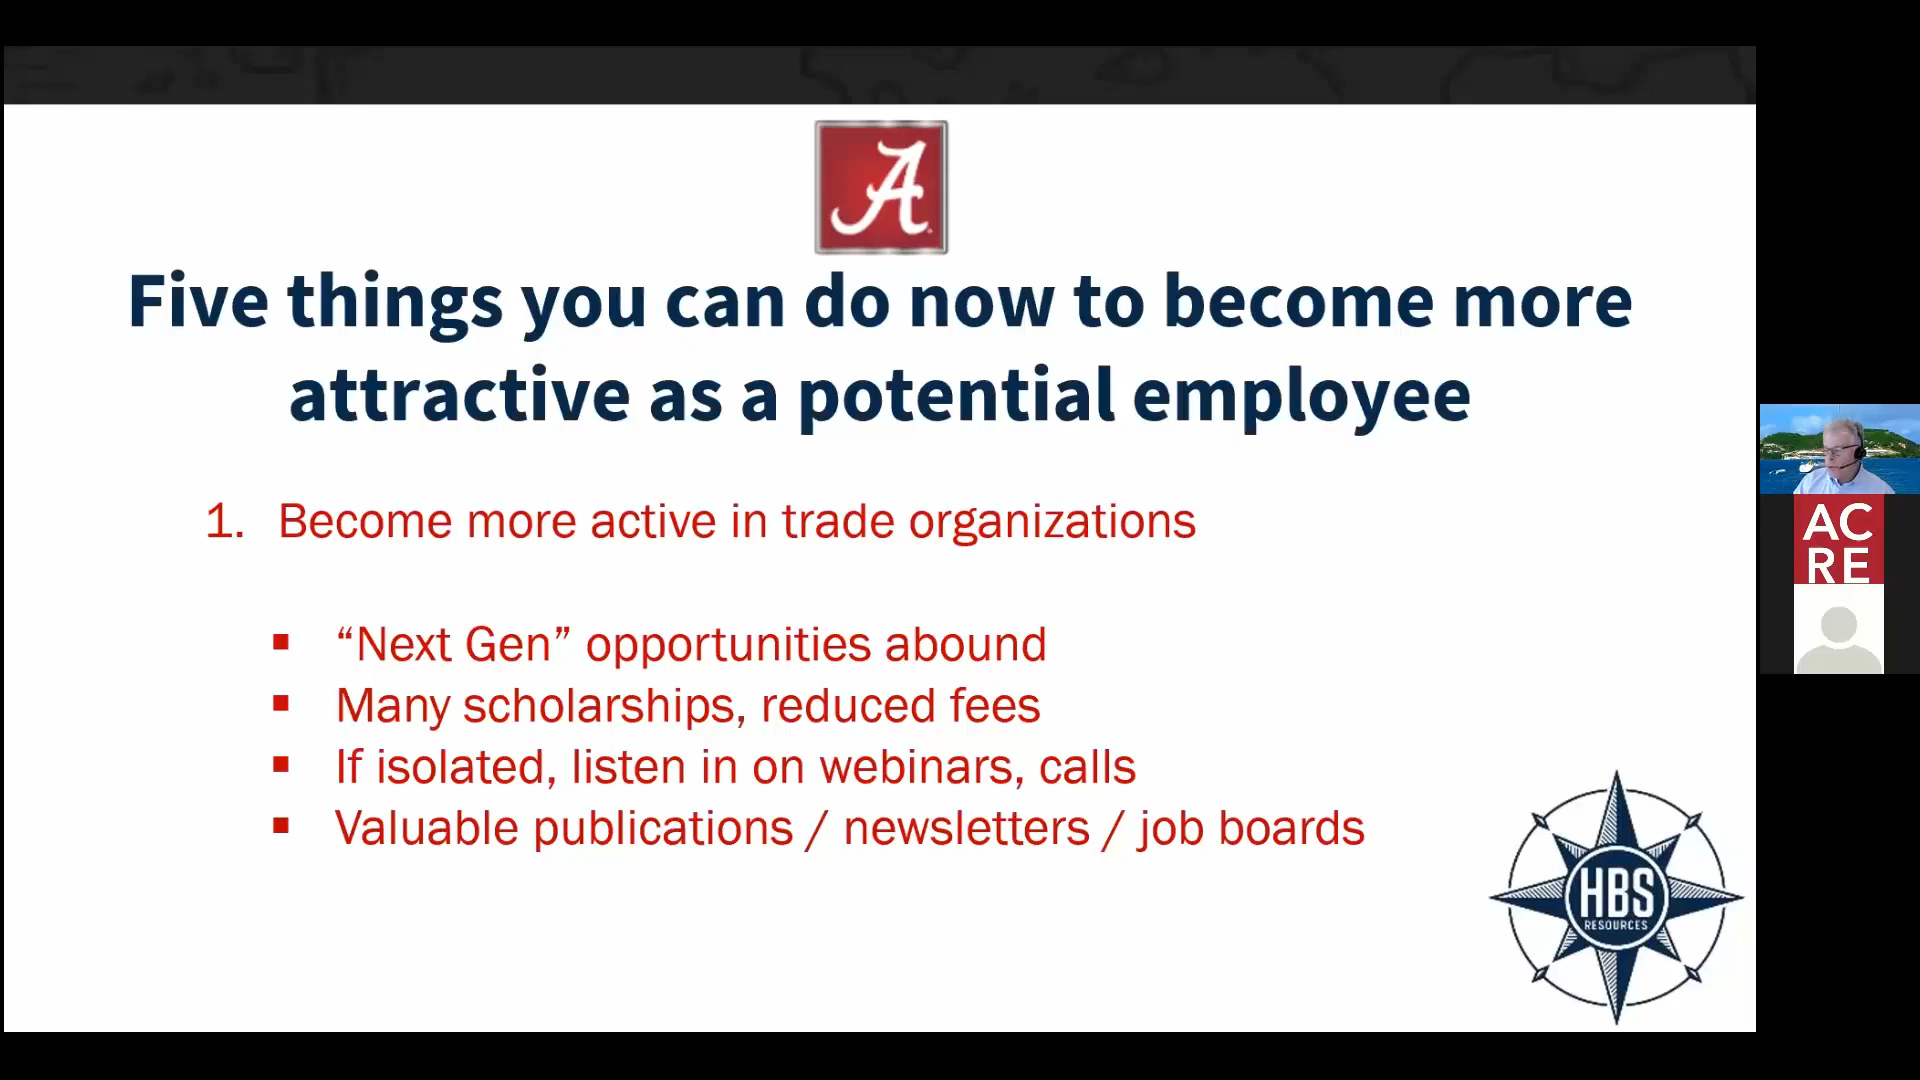 A
Five things you can do now to become more
attractive as a potential employee
1. Become more active in trade organizations
▪ “Next Gen” opportunities abound
▪ Many scholarships, reduced fees
▪ If isolated, listen in on webinars, calls
▪ Valuable publications / newsletters / job boards
HBS
RESOURCES
AC
RE